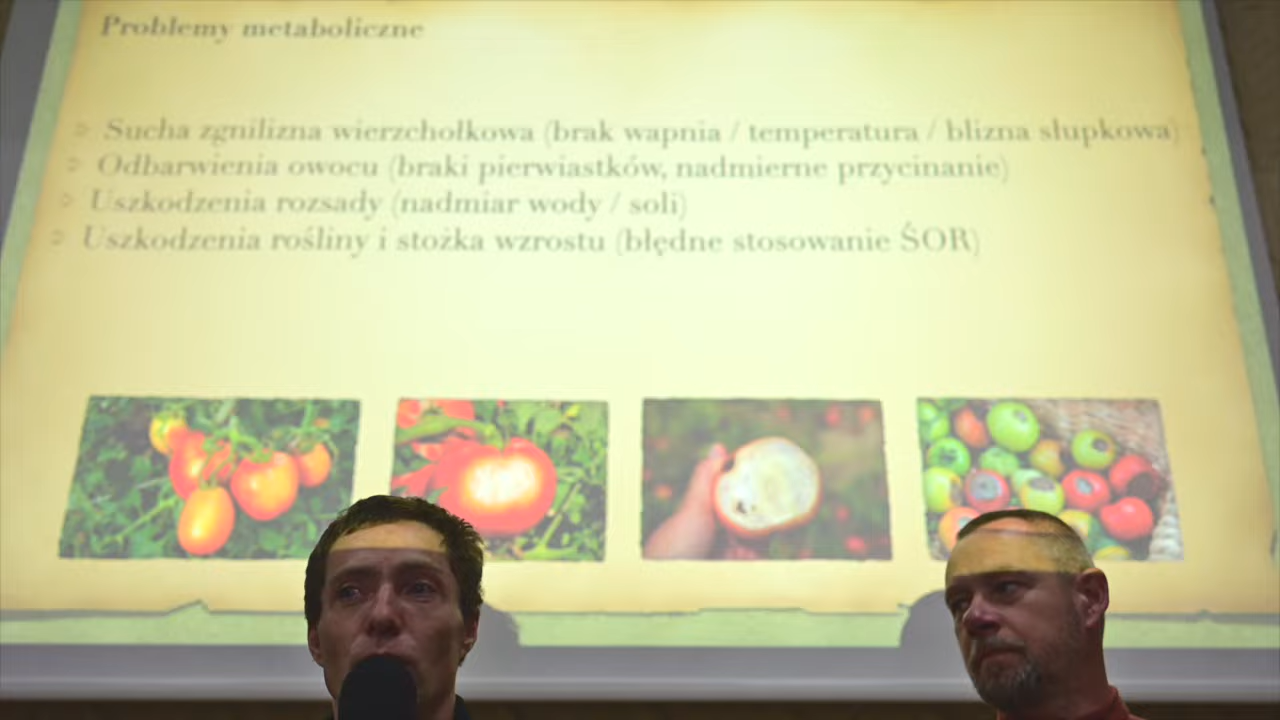 Problemy metaboliczne
Sucha zgnilizna wierzchołkowa (brak wapnia / temperatura / blizna słupkowa)
Odbarwienia owocu (braki pierwiastków, nadmierne przycinanie)
Uszkodzenia rozsady (nadmiar wody / soli)
Uszkodzenia rośliny i stożka wzrostu (błędne stosowanie ŚOR)